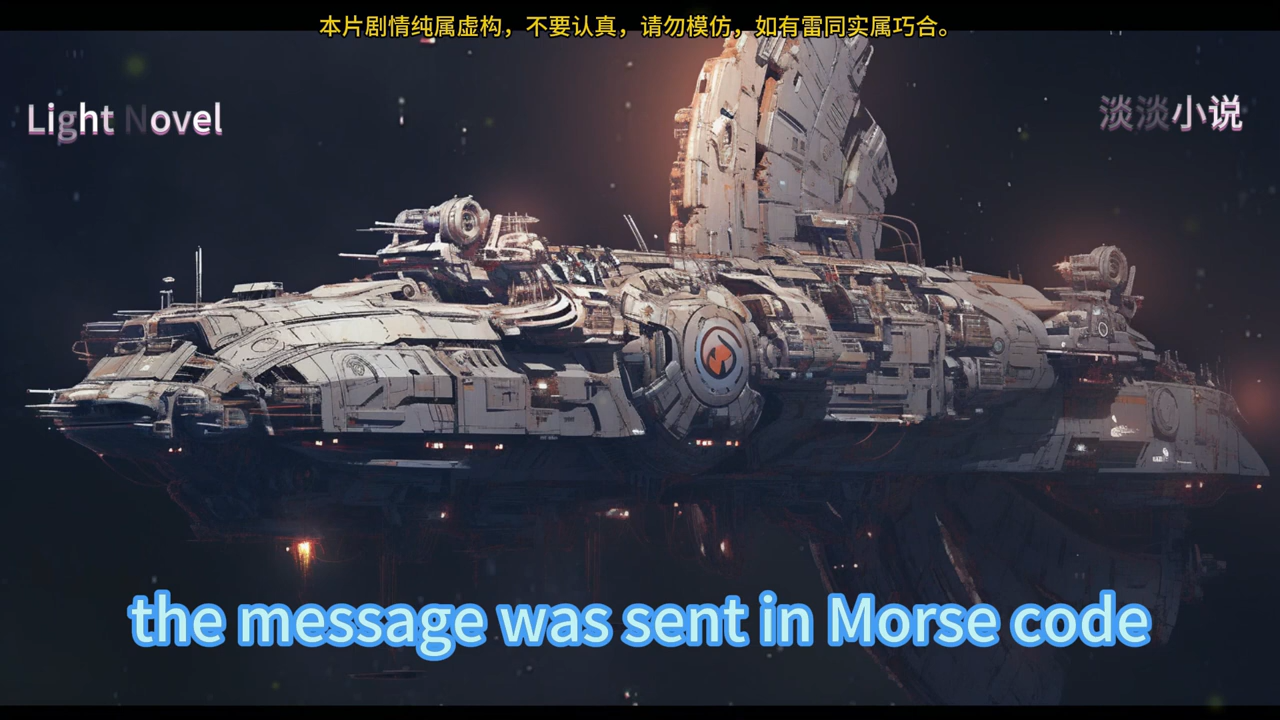 本片剧情纯属虚构，不要认真，请勿模仿，如有雷同实属巧合。
Light Novel
淡淡小说
the message was sent in Morse code